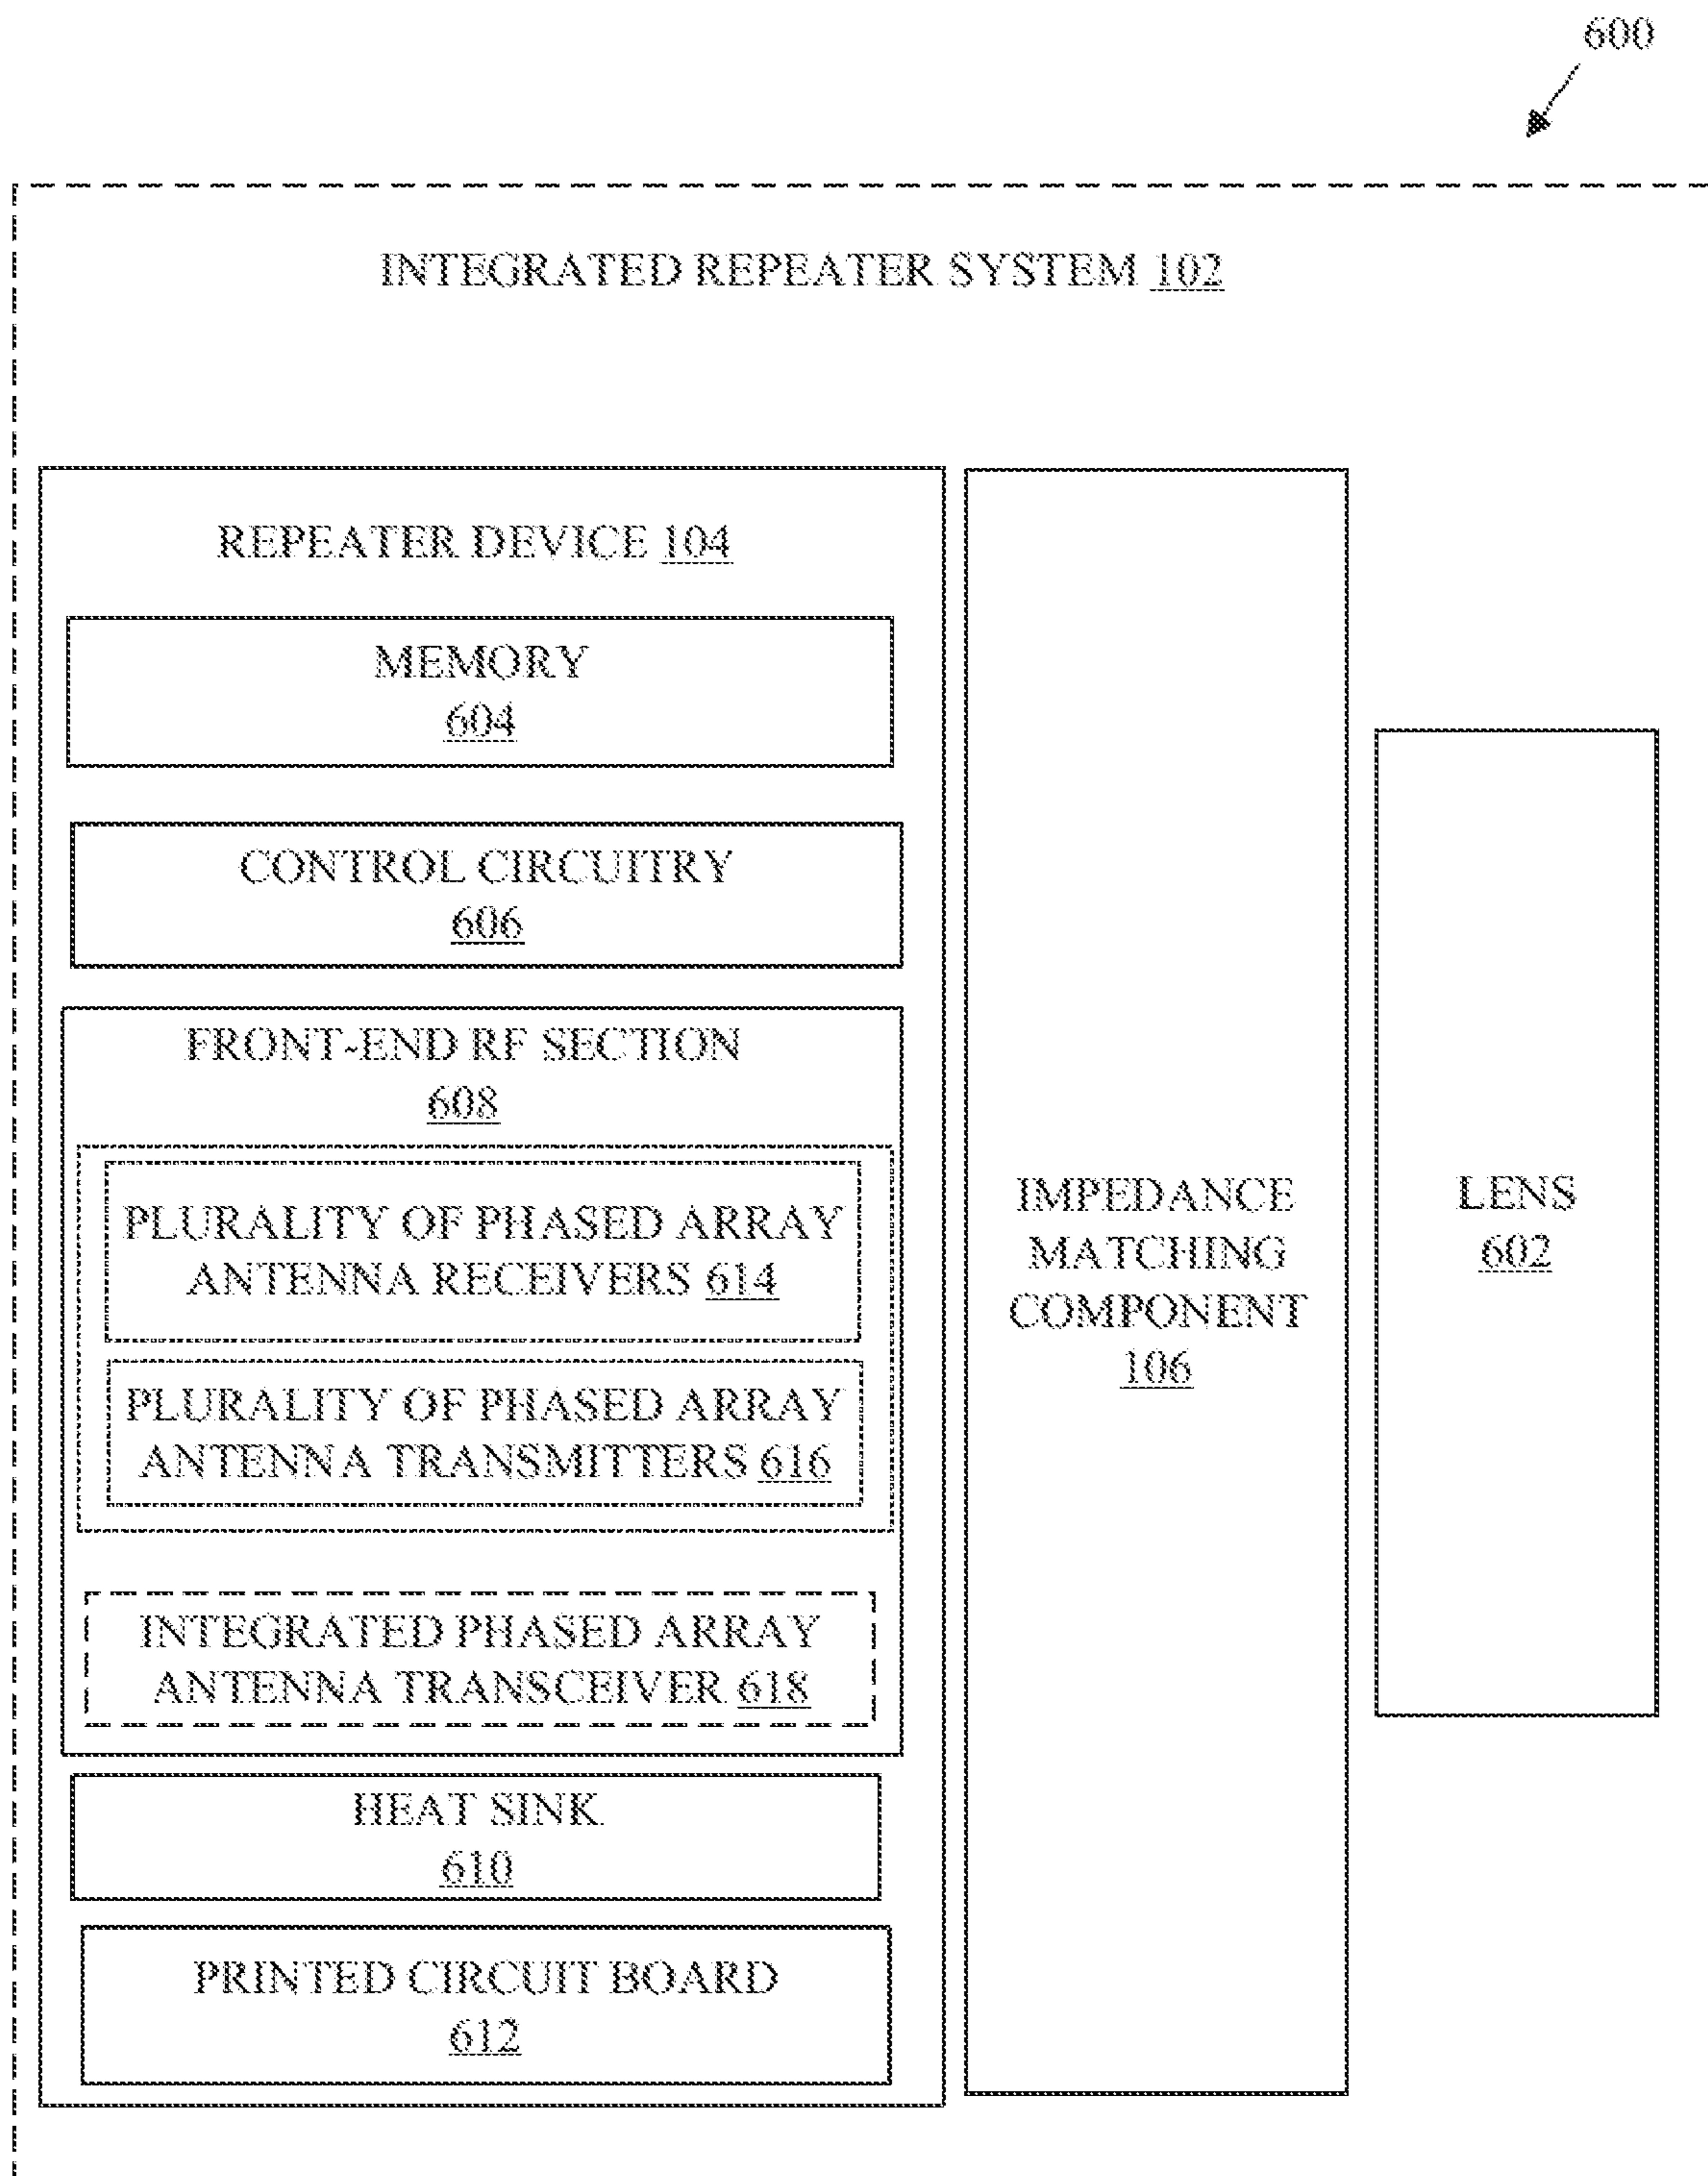 600
INTEGRATED REPEATER SYSTEM 102
REPEATER DEVICE 104
MEMORY
604
CONTROL CIRCUITRY
606
FRONT-END RF SECTION
608
PLURALITY OF PHASED ARRAY
ANTENNA RECEIVERS 614
PLURALITY OF PHASED ARRAY
ANTENNA TRANSMITTERS 616
INTEGRATED PHASED ARRAY
ANTENNA TRANSCEIVER 618
HEAT SINK
610
PRINTED CIRCUIT BOARD
612
IMPEDANCE
MATCHING
COMPONENT
106
LENS
602